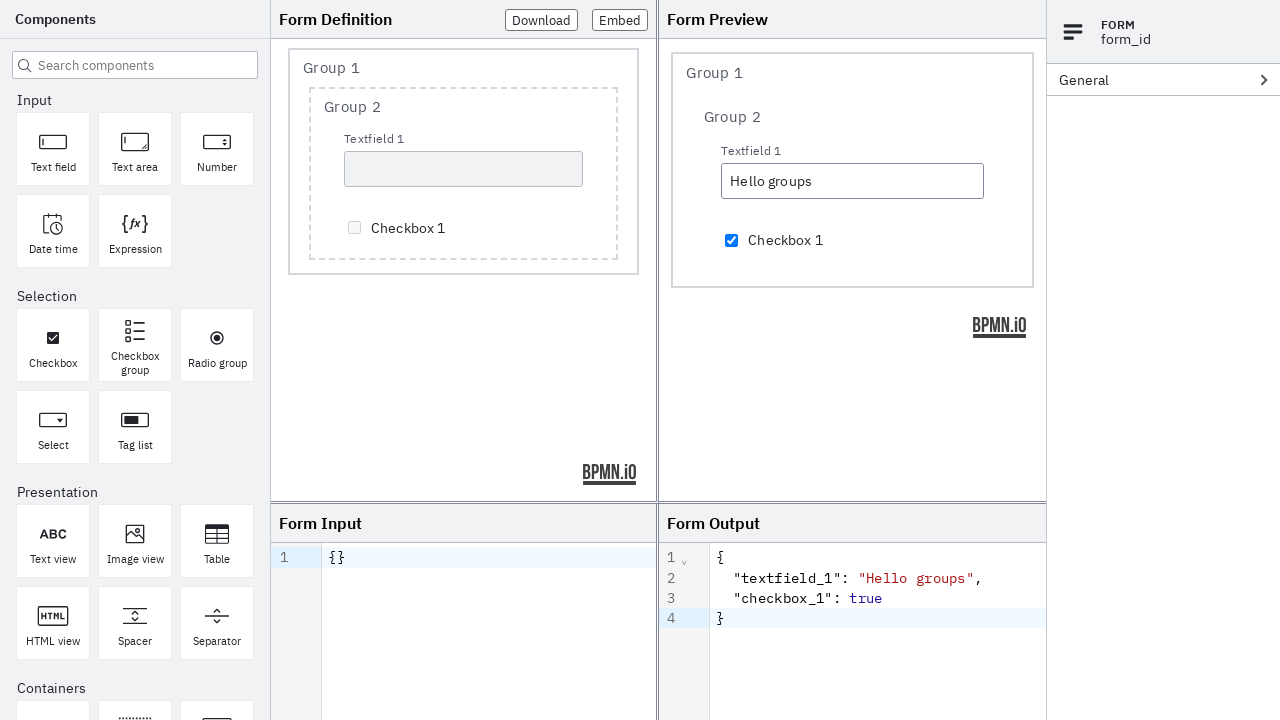 Components
Search components
Input
Text field
Text area
Number
Date time
Expression
Selection
Checkbox
Checkbox
group
Radio group
Select
Tag list
Presentation
ABC
Text view
Image view
Table
HTML
HTML view
Spacer
Separator
Containers
Form Definition
Download
Embed
Group 1
Group 2
Textfield 1
Checkbox 1
BPMN.iO
Form Preview
Group 1
Group 2
Textfield 1
Hello groups
Checkbox 1
BPMN.iO
Form Input
1 {}
Form Output
1 {
2 "textfield_1": "Hello groups",
3 "checkbox_1": true
4 }
FORM
form_id
General